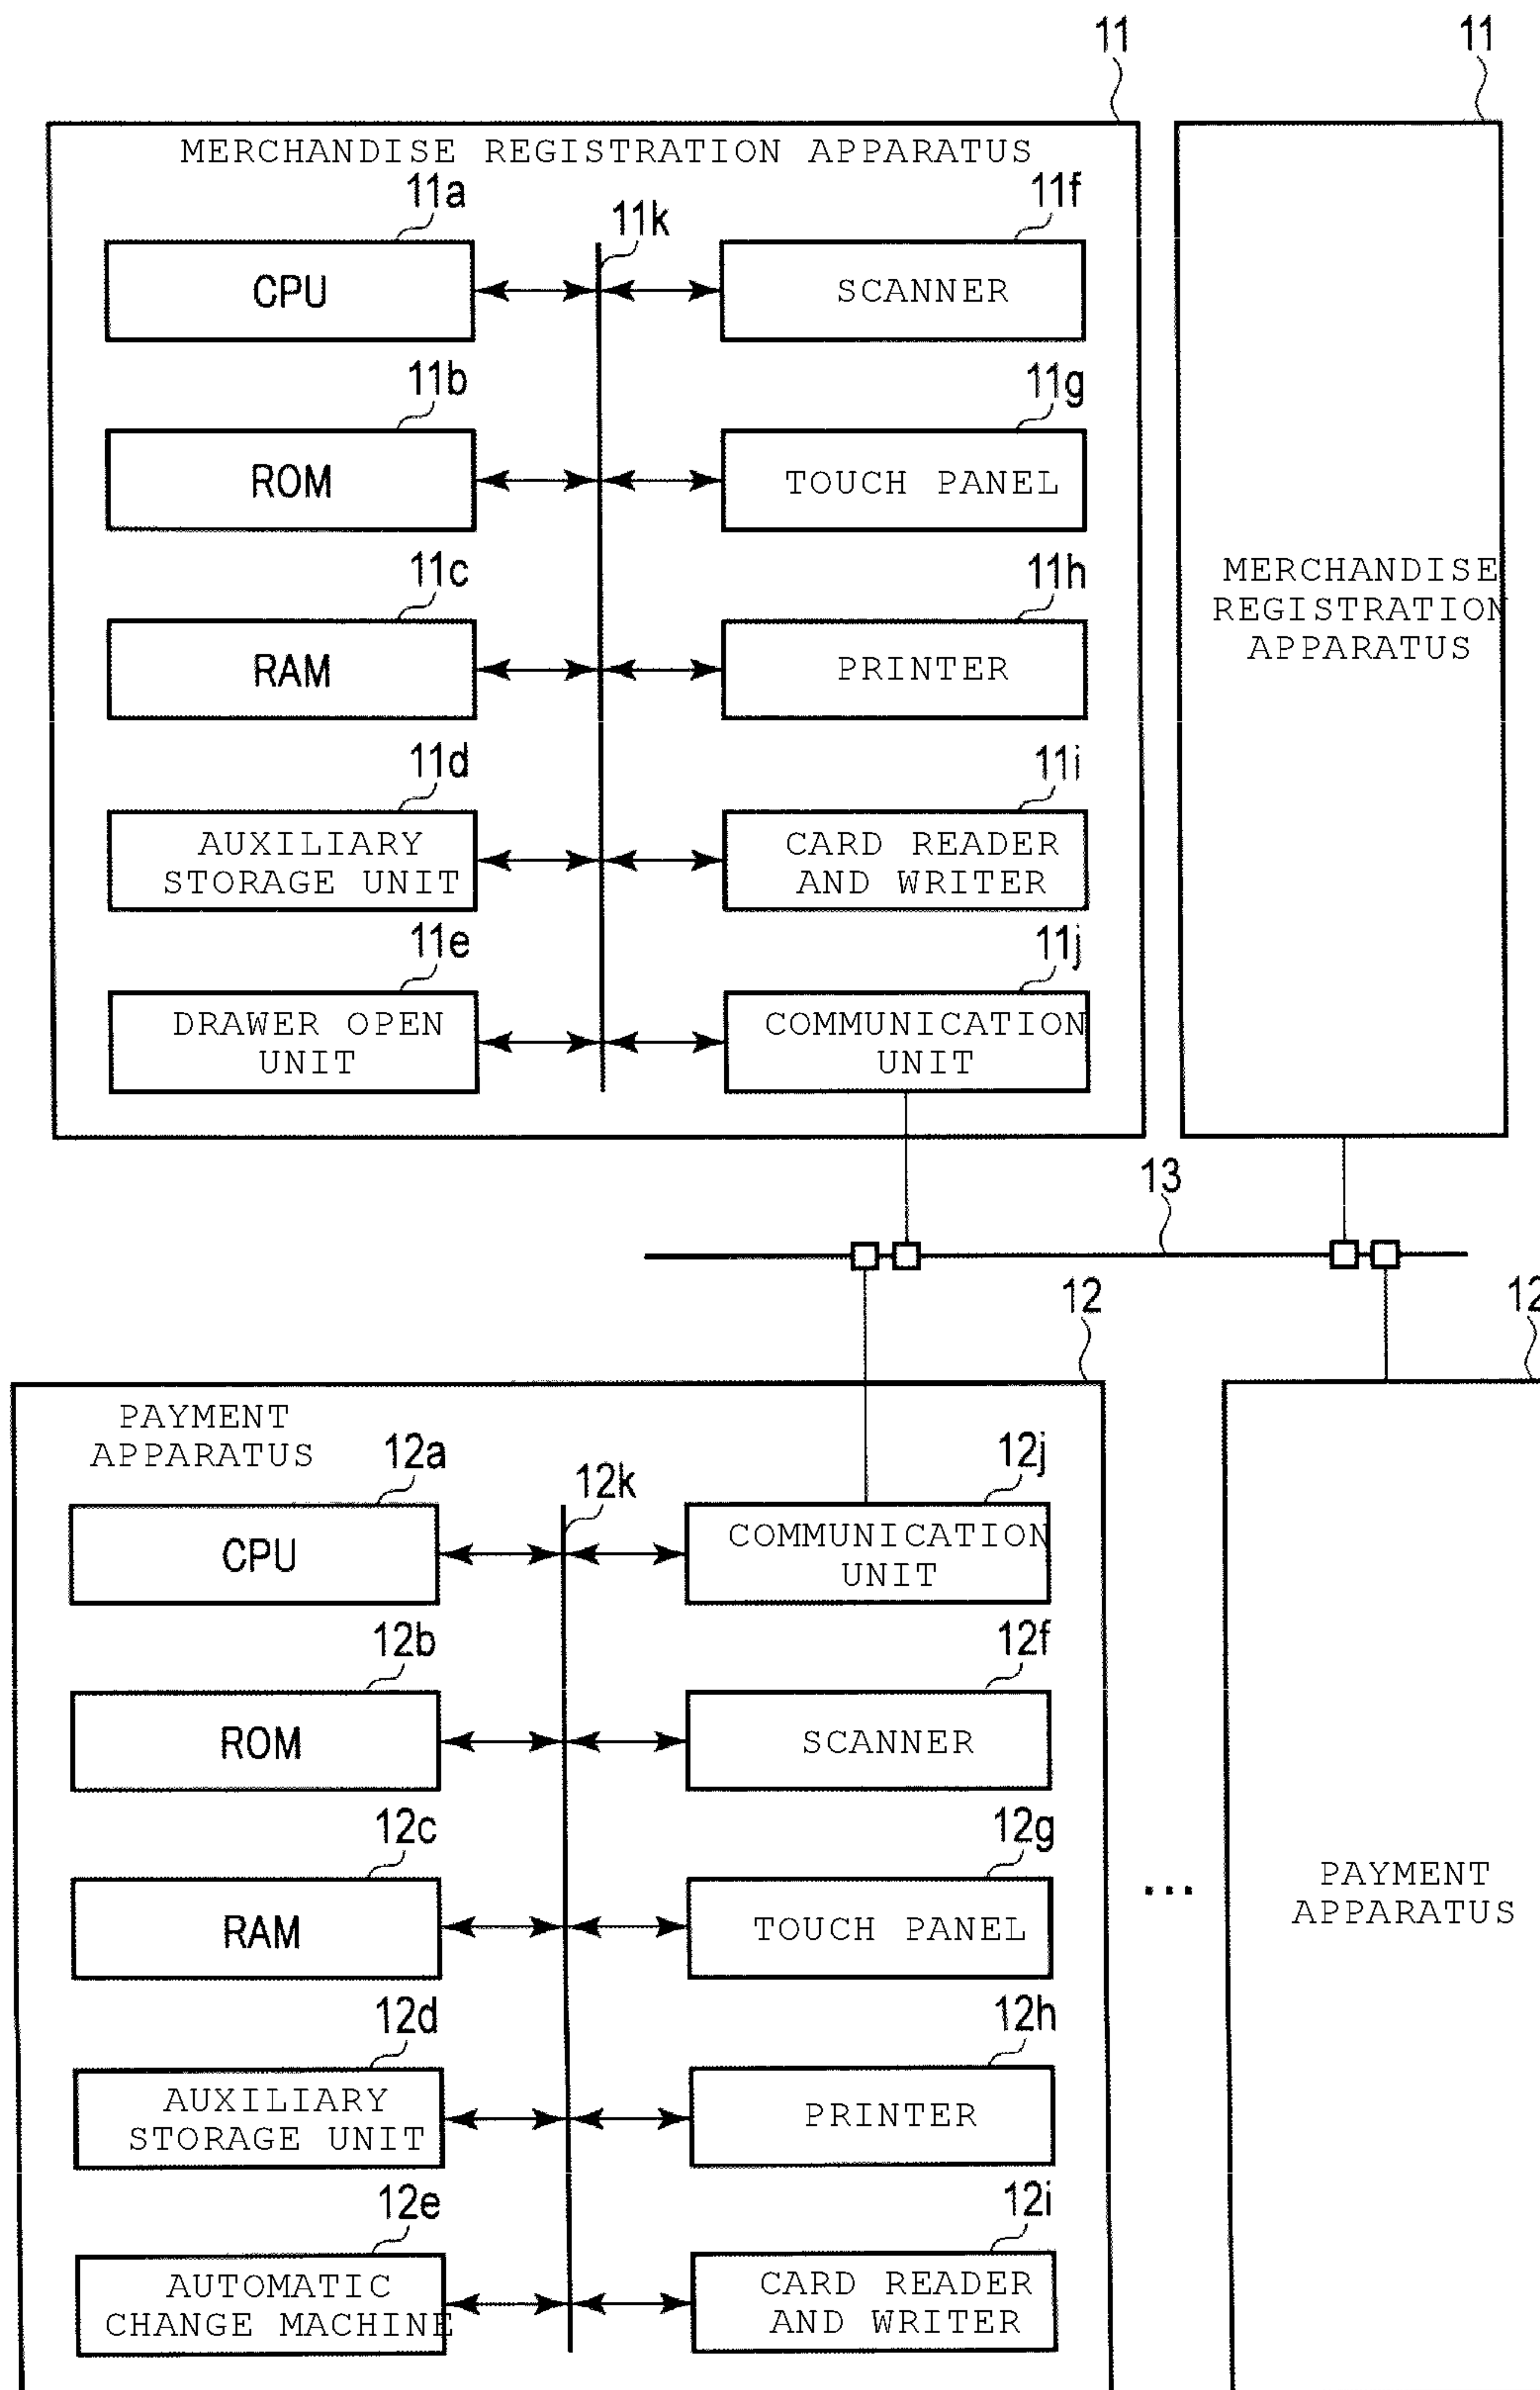 11
11
MERCHANDISE REGISTRATION APPARATUS
11a
11k
11f
CPU
SCANNER
11b
11g
ROM
TOUCH PANEL
11c
11h
RAM
PRINTER
MERCHANDISE
REGISTRATION
APPARATUS
11d
11i
AUXILIARY
STORAGE UNIT
CARD READER
AND WRITER
11e
11j
DRAWER OPEN
UNIT
COMMUNICATION
UNIT
13
12
12
PAYMENT
APPARATUS
12a
12k
12j
CPU
COMMUNICATION
UNIT
12b
12f
ROM
SCANNER
12c
12g
RAM
TOUCH PANEL
...
PAYMENT
APPARATUS
12d
12h
AUXILIARY
STORAGE UNIT
PRINTER
12e
12i
AUTOMATIC
CHANGE MACHINE
CARD READER
AND WRITER